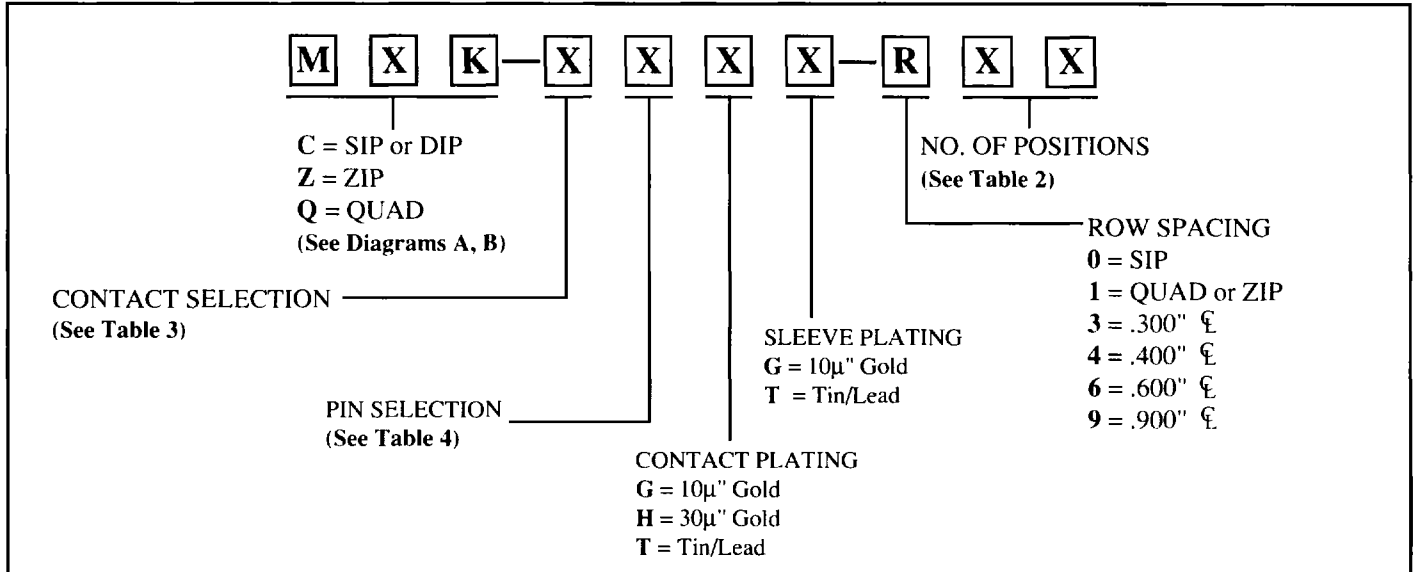 M X K — X X X X — R X X
C = SIP or DIP
Z = ZIP
Q = QUAD
(See Diagrams A, B)
NO. OF POSITIONS
(See Table 2)
ROW SPACING
0 = SIP
1 = QUAD or ZIP
3 = .300" ℄
4 = .400" ℄
6 = .600" ℄
9 = .900" ℄
CONTACT SELECTION
(See Table 3)
SLEEVE PLATING
G = 10μ" Gold
T = Tin/Lead
PIN SELECTION
(See Table 4)
CONTACT PLATING
G = 10μ" Gold
H = 30μ" Gold
T = Tin/Lead